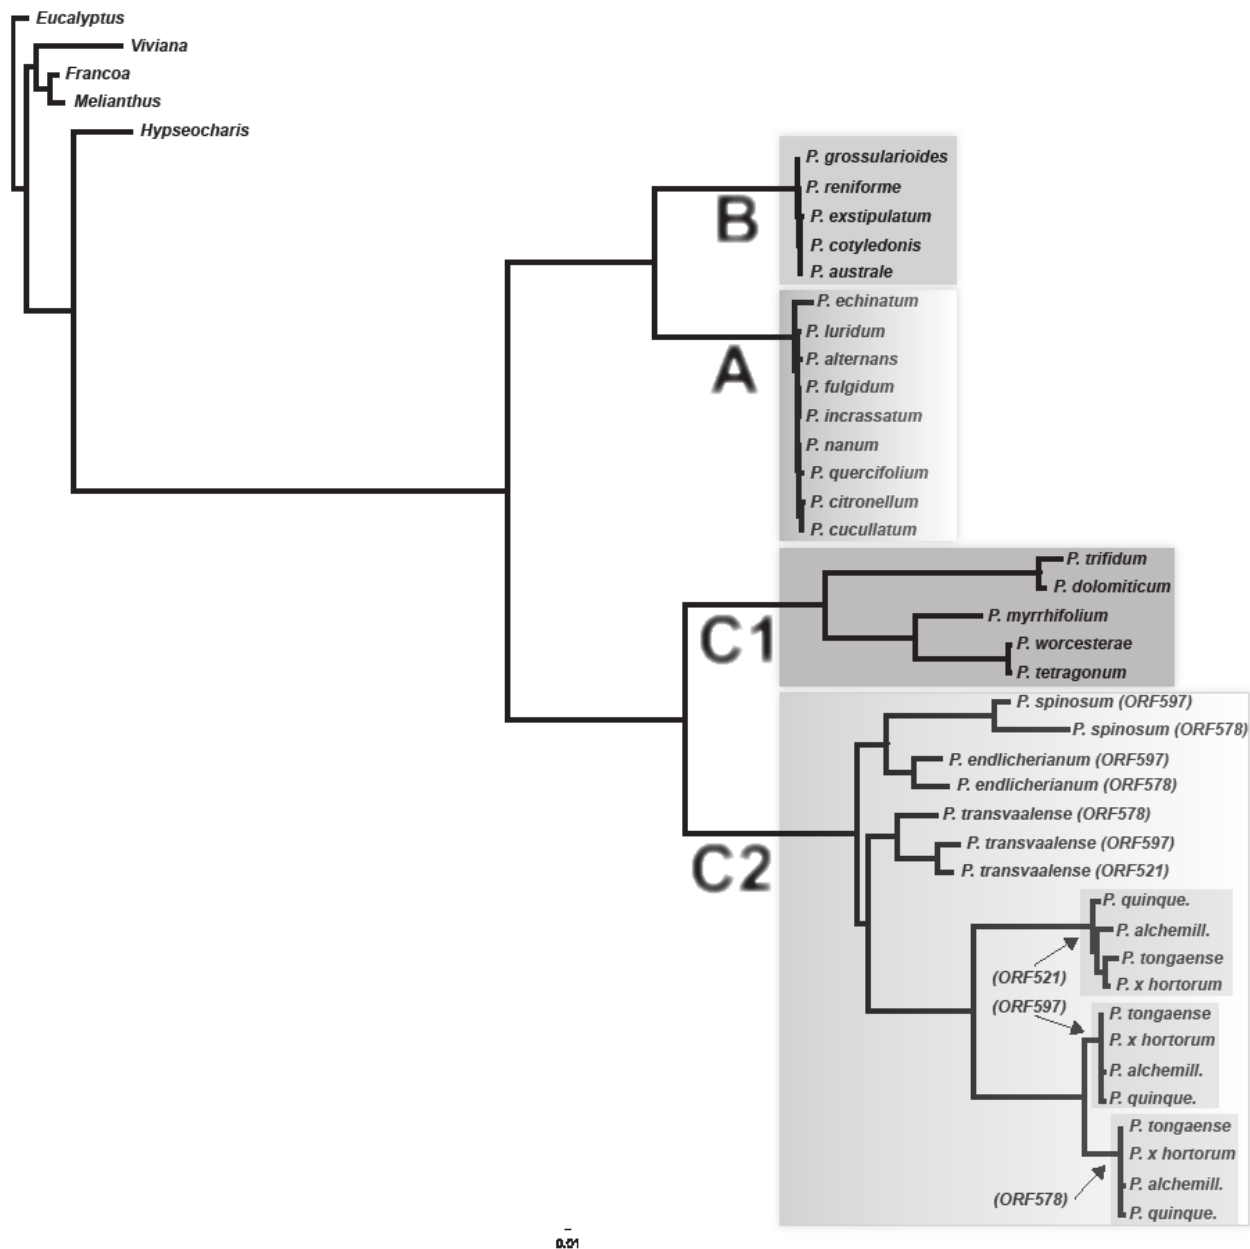 Eucalyptus
Viviana
Francoa
Melianthus
Hypseocharis
P. grossularioides
P. reniforme
B
P. exstipulatum
P. cotyledonis
P. australe
P. echinatum
P. luridum
A
P. alternans
P. fulgidum
P. incrassatum
P. nanum
P. quercifolium
P. citronellum
P. cucullatum
P. trifidum
P. dolomiticum
P. myrrhifolium
C1
P. worcesterae
P. tetragonum
P. spinosum (ORF597)
P. spinosum (ORF578)
P. endlicherianum (ORF597)
P. endlicherianum (ORF578)
P. transvaalense (ORF578)
P. transvaalense (ORF597)
C2
P. transvaalense (ORF521)
P. quinque.
P. alchemill.
P. tongaense
(ORF521)
P. x hortorum
(ORF597)
P. tongaense
P. x hortorum
P. alchemill.
P. quinque.
P. tongaense
P. x hortorum
P. alchemill.
(ORF578)
P. quinque.
0.01